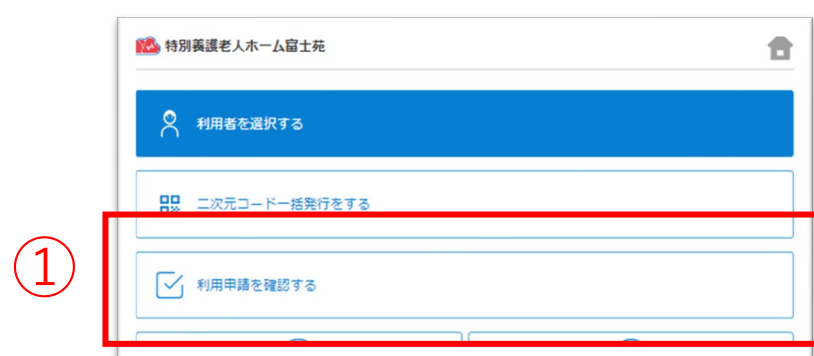 特別養護老人ホーム富士苑
利用者を選択する
二次元コード一括発行をする
①
利用申請を確認する